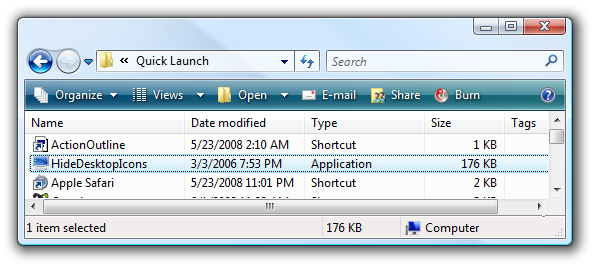 « Quick Launch
Search
Organize Views Open E-mail Share Burn
Name Date modified Type Size Tags
ActionOutline 5/23/2008 2:10 AM Shortcut 1 KB
HideDesktopIcons 3/3/2006 7:53 PM Application 176 KB
Apple Safari 5/23/2008 11:01 PM Shortcut 2 KB
1 item selected 176 KB Computer